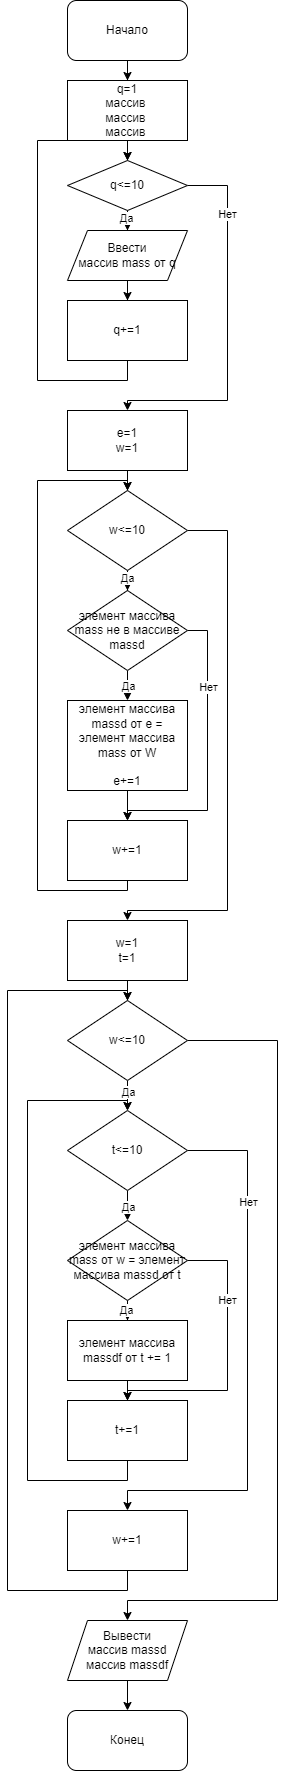 Начало
q=1
массив
массив
массив
q<=10
Нет
Да
Ввести
массив mass от q
q+=1
e=1
w=1
w<=10
Да
элемент массива
mass не в массиве
massd
Нет
Да
элемент массива
massd от e =
элемент массива
mass от W
e+=1
w+=1
w=1
t=1
w<=10
Да
t<=10
Нет
Да
элемент массива
mass от w = элемент
массива massd от t
Нет
Да
элемент массива
massdf от t += 1
t+=1
w+=1
Вывести
массив massd
массив massdf
Конец